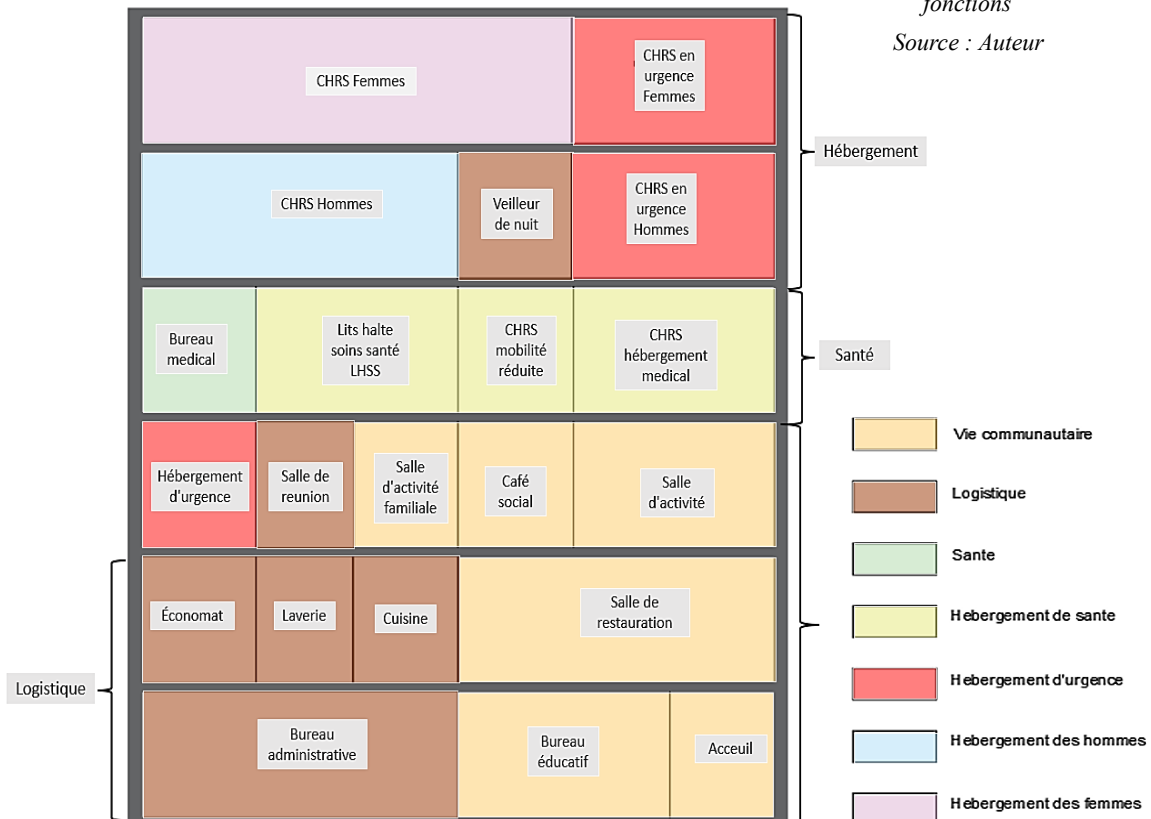 fonctions
Source : Auteur
CHRS Femmes
CHRS en
urgence
Femmes
Hébergement
CHRS Hommes
Veilleur
de nuit
CHRS en
urgence
Hommes
Bureau
medical
Lits halte
soins santé
LHSS
CHRS
mobilité
réduite
CHRS
hébergement
medical
Santé
Hébergement
d'urgence
Salle de
reunion
Salle
d'activité
familiale
Café
social
Salle
d'activité
Économat
Laverie
Cuisine
Salle de
restauration
Logistique
Bureau
administrative
Bureau
éducatif
Acceuil
Vie communautaire
Logistique
Sante
Hebergement de sante
Hebergement d'urgence
Hebergement des hommes
Hebergement des femmes